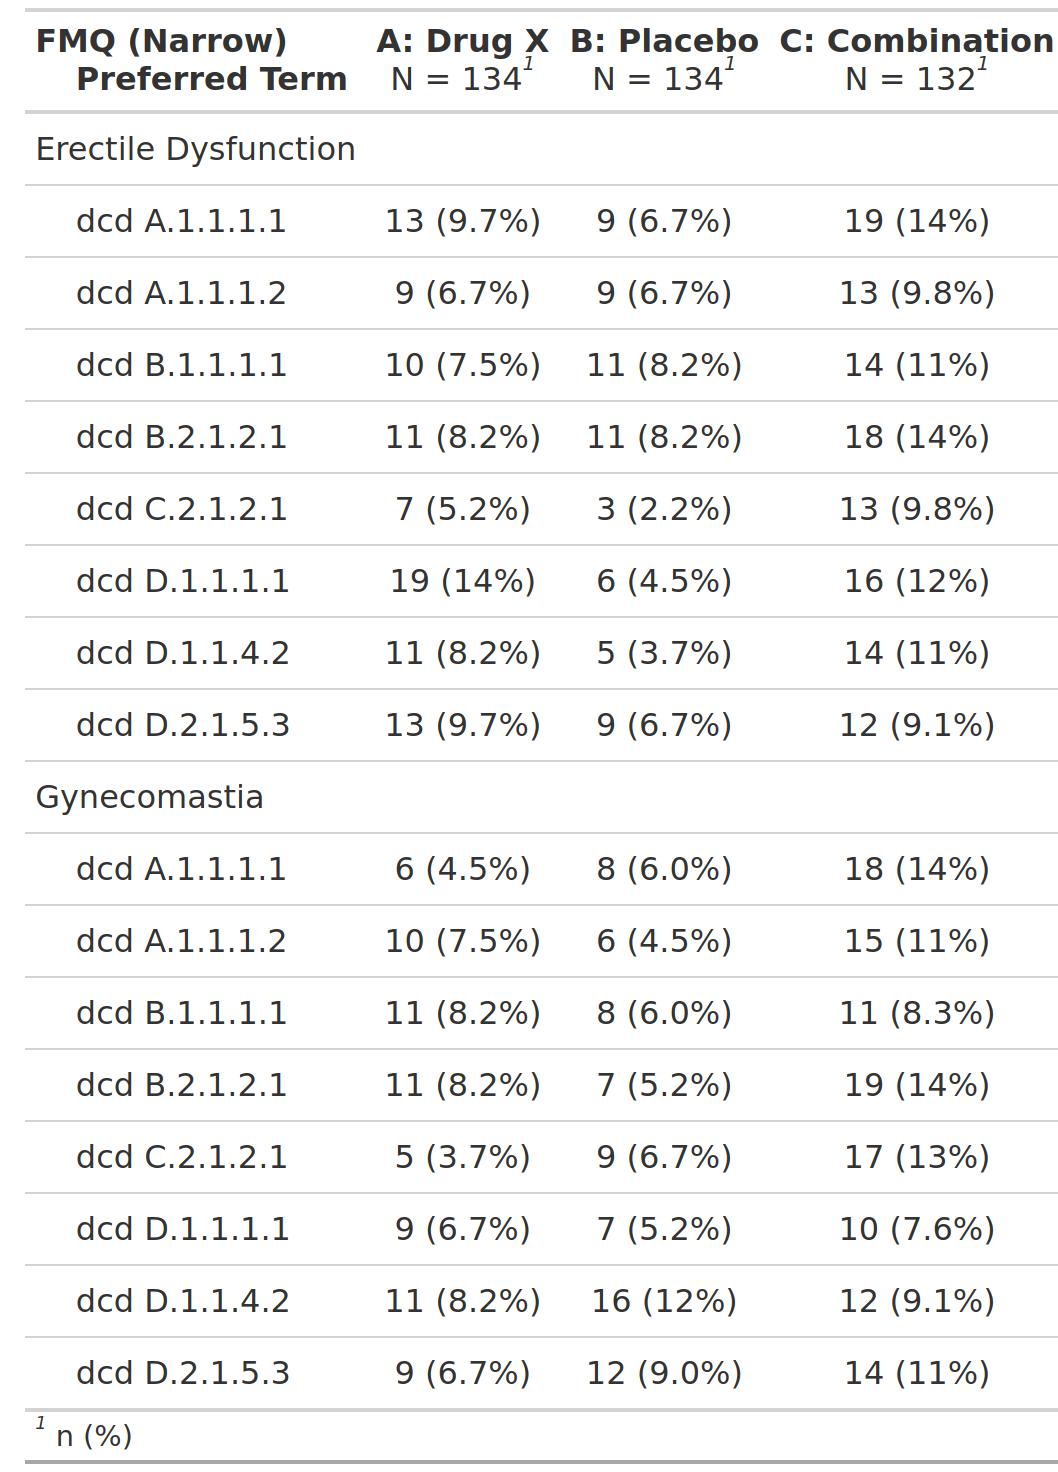 FMQ (Narrow) A: Drug X B: Placebo C: Combination
Preferred Term N = 134¹ N = 134¹ N = 132¹
Erectile Dysfunction
dcd A.1.1.1.1 13 (9.7%) 9 (6.7%) 19 (14%)
dcd A.1.1.1.2 9 (6.7%) 9 (6.7%) 13 (9.8%)
dcd B.1.1.1.1 10 (7.5%) 11 (8.2%) 14 (11%)
dcd B.2.1.2.1 11 (8.2%) 11 (8.2%) 18 (14%)
dcd C.2.1.2.1 7 (5.2%) 3 (2.2%) 13 (9.8%)
dcd D.1.1.1.1 19 (14%) 6 (4.5%) 16 (12%)
dcd D.1.1.4.2 11 (8.2%) 5 (3.7%) 14 (11%)
dcd D.2.1.5.3 13 (9.7%) 9 (6.7%) 12 (9.1%)
Gynecomastia
dcd A.1.1.1.1 6 (4.5%) 8 (6.0%) 18 (14%)
dcd A.1.1.1.2 10 (7.5%) 6 (4.5%) 15 (11%)
dcd B.1.1.1.1 11 (8.2%) 8 (6.0%) 11 (8.3%)
dcd B.2.1.2.1 11 (8.2%) 7 (5.2%) 19 (14%)
dcd C.2.1.2.1 5 (3.7%) 9 (6.7%) 17 (13%)
dcd D.1.1.1.1 9 (6.7%) 7 (5.2%) 10 (7.6%)
dcd D.1.1.4.2 11 (8.2%) 16 (12%) 12 (9.1%)
dcd D.2.1.5.3 9 (6.7%) 12 (9.0%) 14 (11%)
¹ n (%)